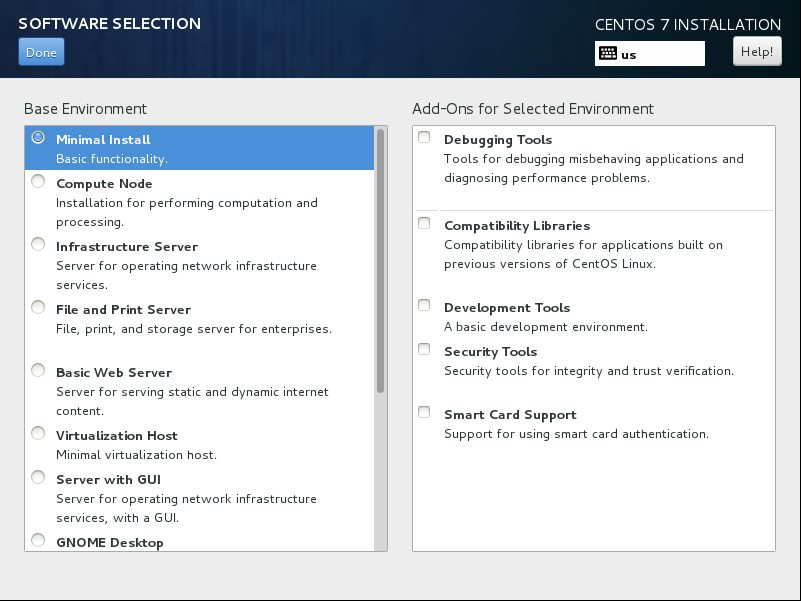 SOFTWARE SELECTION
CENTOS 7 INSTALLATION
Done
us
Help!
Base Environment
Minimal Install
Basic functionality.
Compute Node
Installation for performing computation and
processing.
Infrastructure Server
Server for operating network infrastructure
services.
File and Print Server
File, print, and storage server for enterprises.
Basic Web Server
Server for serving static and dynamic internet
content.
Virtualization Host
Minimal virtualization host.
Server with GUI
Server for operating network infrastructure
services, with a GUI.
GNOME Desktop
Add-Ons for Selected Environment
Debugging Tools
Tools for debugging misbehaving applications and
diagnosing performance problems.
Compatibility Libraries
Compatibility libraries for applications built on
previous versions of CentOS Linux.
Development Tools
A basic development environment.
Security Tools
Security tools for integrity and trust verification.
Smart Card Support
Support for using smart card authentication.